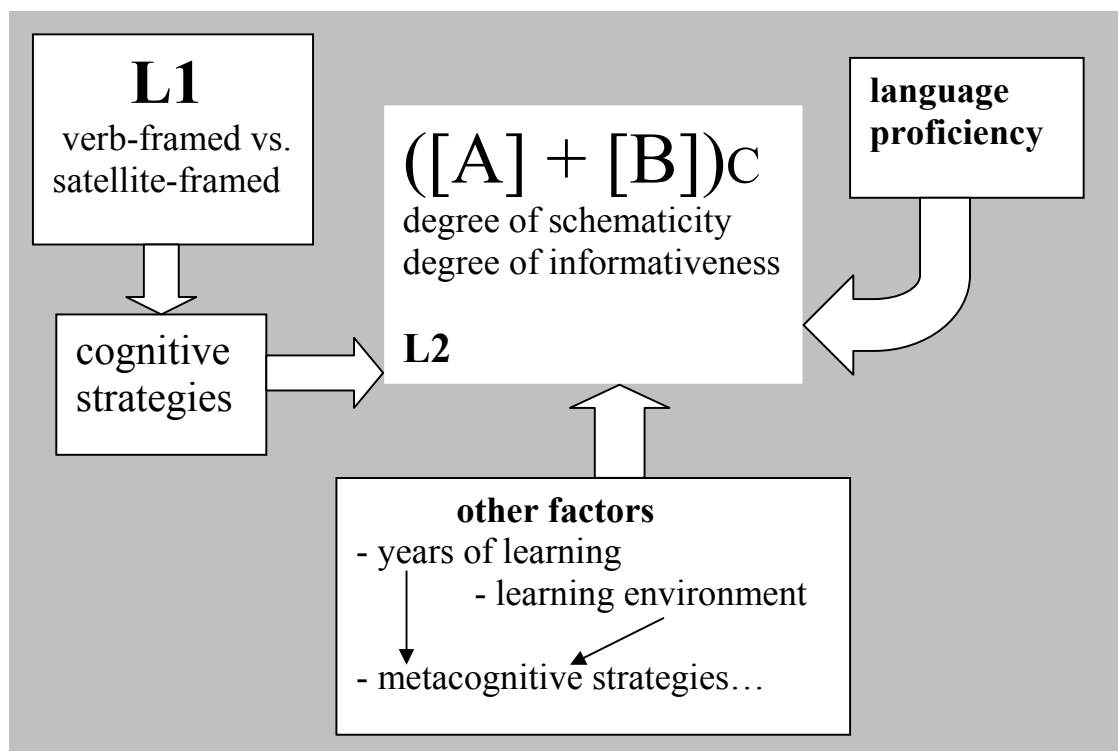 L1
verb-framed vs.
satellite-framed
cognitive
strategies
([A] + [B])C
degree of schematicity
degree of informativeness
L2
language
proficiency
other factors
- years of learning
- learning environment
- metacognitive strategies…